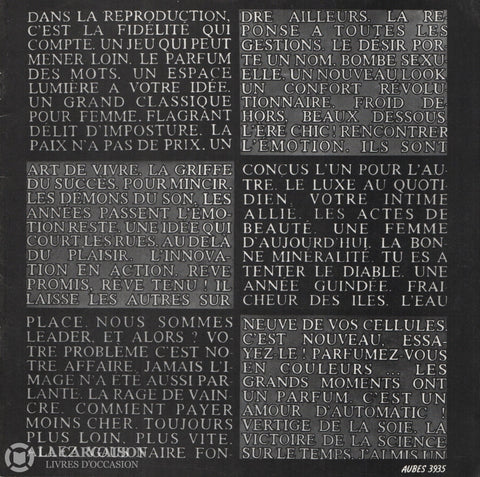 DANS LA REPRODUCTION,
C'EST LA FIDÉLITÉ QUI
COMPTE. UN JEU QUI PEUT
MENER LOIN. LE PARFUM
DES MOTS. UN ESPACE
LUMIÈRE A VOTRE IDÉE.
UN GRAND CLASSIQUE
POUR FEMME. FLAGRANT
DÉLIT D'IMPOSTURE. LA
PAIX N'A PAS DE PRIX. UN
ART DE VIVRE. LA GRIFFE
DU SUCCÈS. POUR MINCIR.
LES DÉMONS DU SON. LES
ANNÉES PASSENT L'ÉMO-
TION RESTE. UNE IDÉE QUI
COURT LES RUES. AU DELÀ
DU PLAISIR. L'INNOVA-
TION EN ACTION. RÊVE
PROMIS, RÊVE TENU ! IL
LAISSE LES AUTRES SUR
PLACE. NOUS SOMMES
LEADER, ET ALORS ? VO-
TRE PROBLÈME C'EST NO-
TRE AFFAIRE. JAMAIS L'I-
MAGE N'A ÉTÉ AUSSI PAR-
LANTE. LA RAGE DE VAIN-
CRE. COMMENT PAYER
MOINS CHER. TOUJOURS
PLUS LOIN, PLUS VITE.
LIVRES D'OCCASION
DRE AILLEURS. LA RÉ-
PONSE A TOUTES LES
GESTIONS. LE DÉSIR POR-
TE UN NOM. BOMBE SEXU-
ELLE. UN NOUVEAU LOOK
UN CONFORT RÉVOLU-
TIONNAIRE. FROID DE-
HORS, BEAUX DESSOUS
L'ÈRE CHIC ! RENCONTRER
L'ÉMOTION. ILS SONT
CONÇUS L'UN POUR L'AU-
TRE. LE LUXE AU QUOTI-
DIEN. VOTRE INTIME
ALLIÉ. LES ACTES DE
BEAUTÉ. UNE FEMME
D'AUJOURD'HUI. LA BON-
NE MINÉRALITÉ. TU ES A
TENTER LE DIABLE. UNE
ANNÉE GUINDÉE. FRAI-
CHEUR DES ILES. L'EAU
NEUVE DE VOS CELLULES.
C'EST NOUVEAU, ESSA-
YEZ-LE ! PARFUMEZ-VOUS
EN COULEURS ... LES
GRANDS MOMENTS ONT
UN PARFUM. C'EST UN
AMOUR D'AUTOMATIC !
VERTIGE DE LA SOIE. LA
VICTOIRE DE LA SCIENCE
SUR LE TEMPS. J'AI MIS UN
AUBES 3935